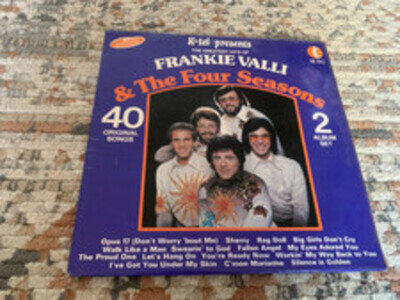 K-tel presents
THE GREATEST HITS OF
FRANKIE VALLI
& The Four Seasons
40
ORIGINAL
SONGS
2
ALBUM
SET
Opus 17 (Don't Worry 'bout Me) Sherry Rag Doll Big Girls Don't Cry
Walk Like a Man Swearin' to God Fallen Angel My Eyes Adored You
The Proud One Let's Hang On You're Ready Now Workin' My Way Back to You
I've Got You Under My Skin C'mon Marianne Silence is Golden